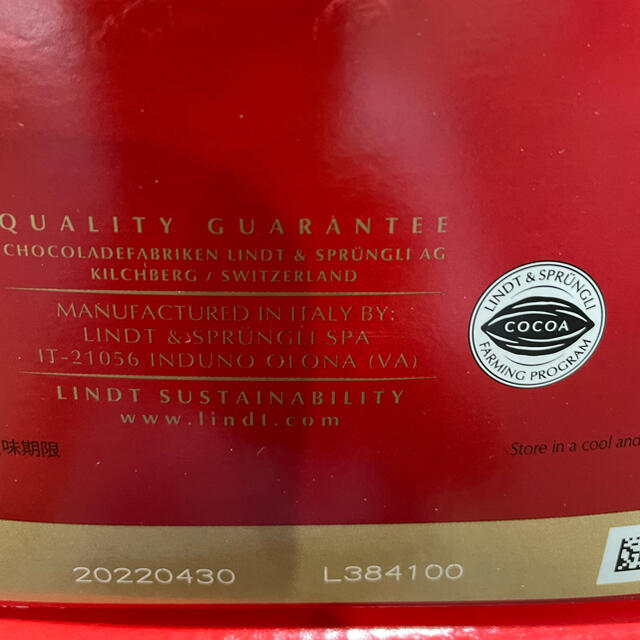 QUALITY GUARANTEE
CHOCOLADEFABRIKEN LINDT & SPRÜNGLI AG
KILCHBERG / SWITZERLAND
MANUFACTURED IN ITALY BY:
LINDT & SPRÜNGLI SPA
IT-21056 INDUNO OLONA (VA)
LINDT SUSTAINABILITY
www.lindt.com
LINDT & SPRÜNGLI
COCOA
FARMING PROGRAM
味期限
Store in a cool and
20220430 L384100